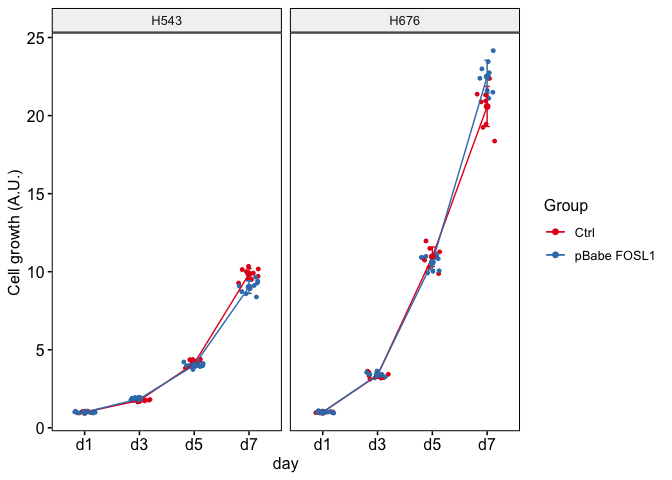 H543 H676
25
20
15
10
5
0
Cell growth (A.U.)
d1 d3 d5 d7 d1 d3 d5 d7
day
Group
Ctrl
pBabe FOSL1